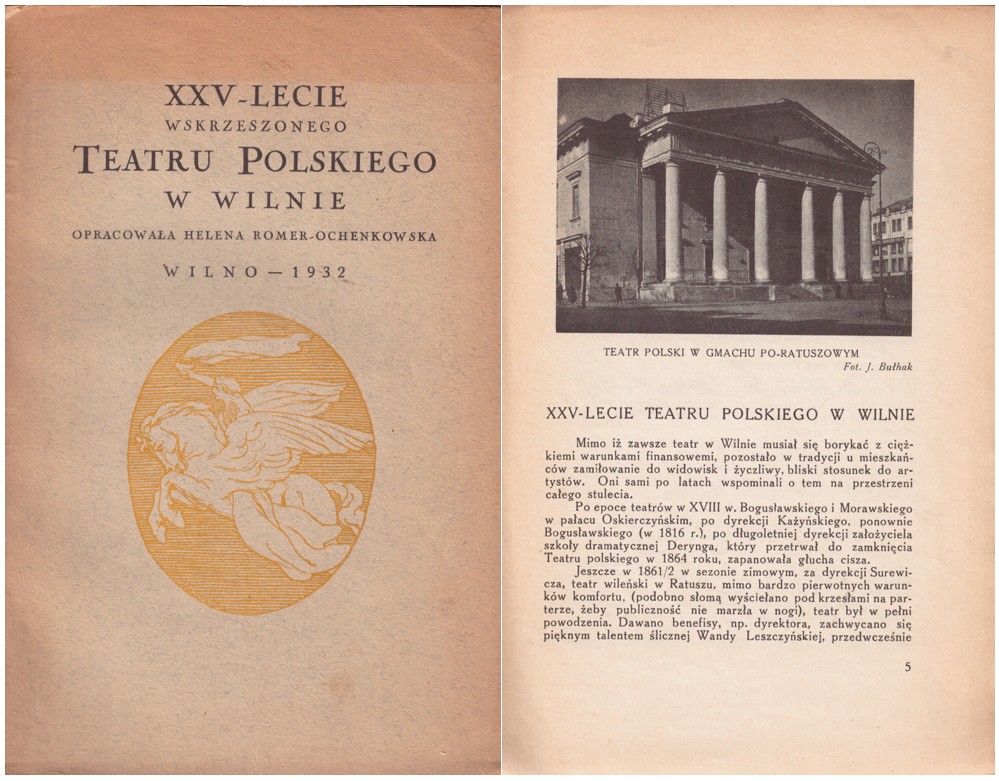 XXV-LECIE
WSKRZESZONEGO
TEATRU POLSKIEGO
W WILNIE
OPRACOWAŁA HELENA ROMER-OCHENKOWSKA
WILNO — 1932
TEATR POLSKI W GMACHU PO-RATUSZOWYM
Fot. J. Bułhak
XXV-LECIE TEATRU POLSKIEGO W WILNIE
Mimo iż zawsze teatr w Wilnie musiał się borykać z cięż-
kiemi warunkami finansowemi, pozostało w tradycji u mieszkań-
ców zamiłowanie do widowisk i życzliwy, bliski stosunek do ar-
tystów. Oni sami po latach wspominali o tem na przestrzeni
całego stulecia.
Po epoce teatrów w XVIII w. Bogusławskiego i Morawskiego
w pałacu Oskierczyńskim, po dyrekcji Każyńskiego, ponownie
Bogusławskiego (w 1816 r.), po długoletniej dyrekcji założyciela
szkoły dramatycznej Derynga, który przetrwał do zamknięcia
Teatru polskiego w 1864 roku, zapanowała głucha cisza.
Jeszcze w 1861/2 w sezonie zimowym, za dyrekcji Surewi-
cza, teatr wileński w Ratuszu, mimo bardzo pierwotnych warun-
ków komfortu, (podobno słomą wyściełano pod krzesłami na par-
terze, żeby publiczność nie marzła w nogi), teatr był w pełni
powodzenia. Dawano benefisy, np. dyrektora, zachwycano się
pięknym talentem ślicznej Wandy Leszczyńskiej, przedwcześnie
5